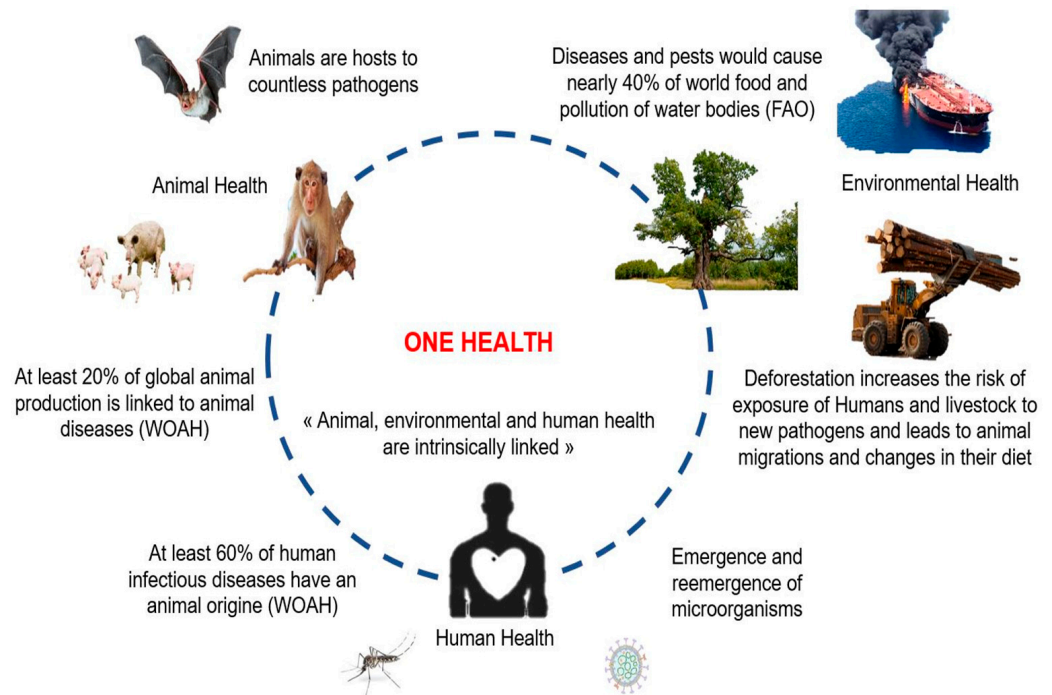 Animals are hosts to
countless pathogens
Diseases and pests would cause
nearly 40% of world food and
pollution of water bodies (FAO)
Animal Health
Environmental Health
ONE HEALTH
« Animal, environmental and human health
are intrinsically linked »
At least 20% of global animal
production is linked to animal
diseases (WOAH)
Deforestation increases the risk of
exposure of Humans and livestock to
new pathogens and leads to animal
migrations and changes in their diet
At least 60% of human
infectious diseases have an
animal origine (WOAH)
Emergence and
reemergence of
microorganisms
Human Health